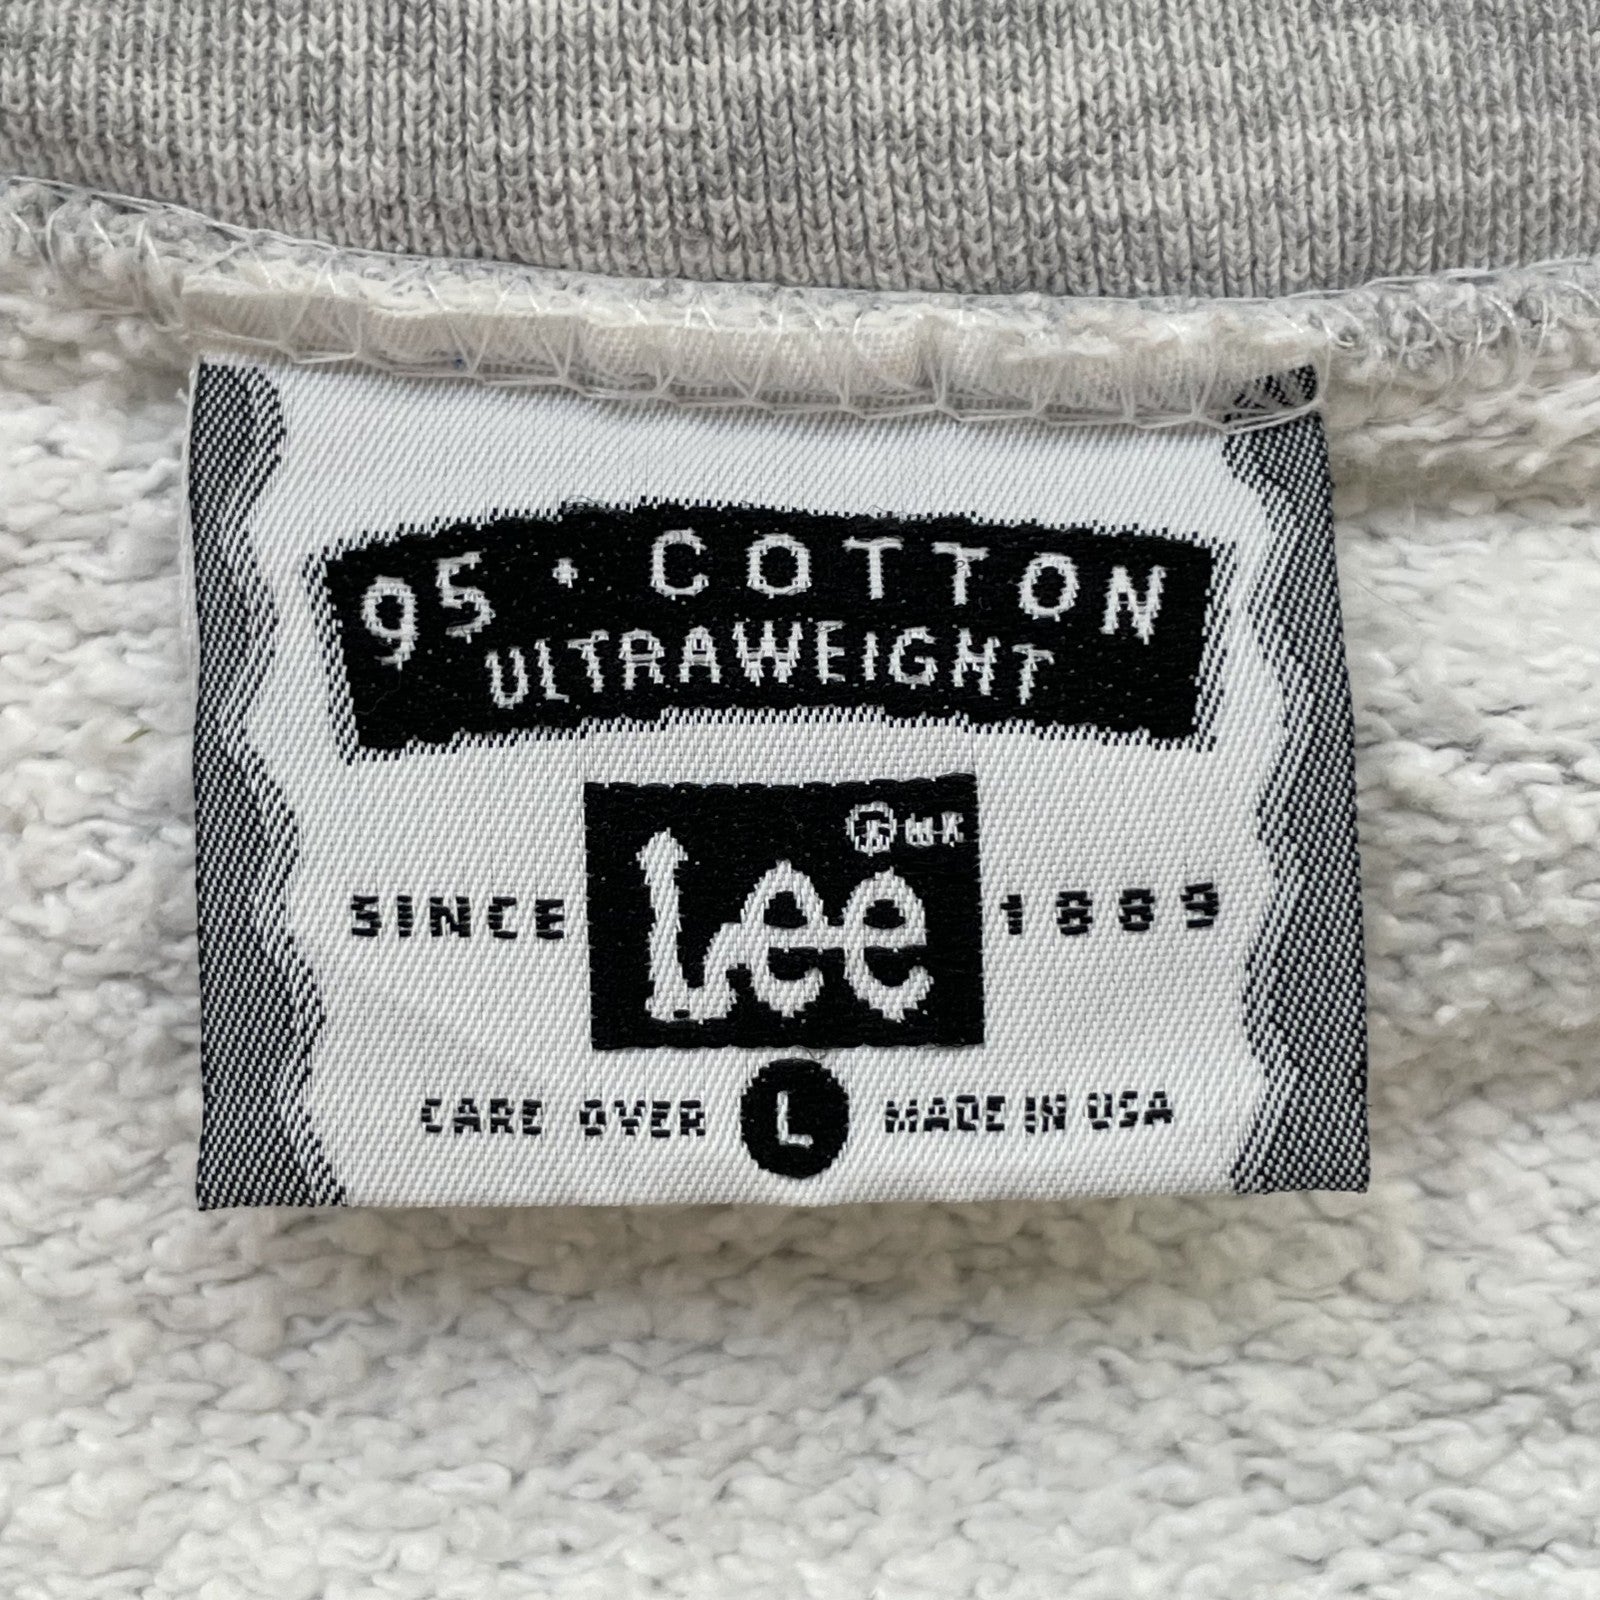 95 • COTTON
ULTRAWEIGHT
SINCE Lee ® 1889
CARE OVER L MADE IN USA